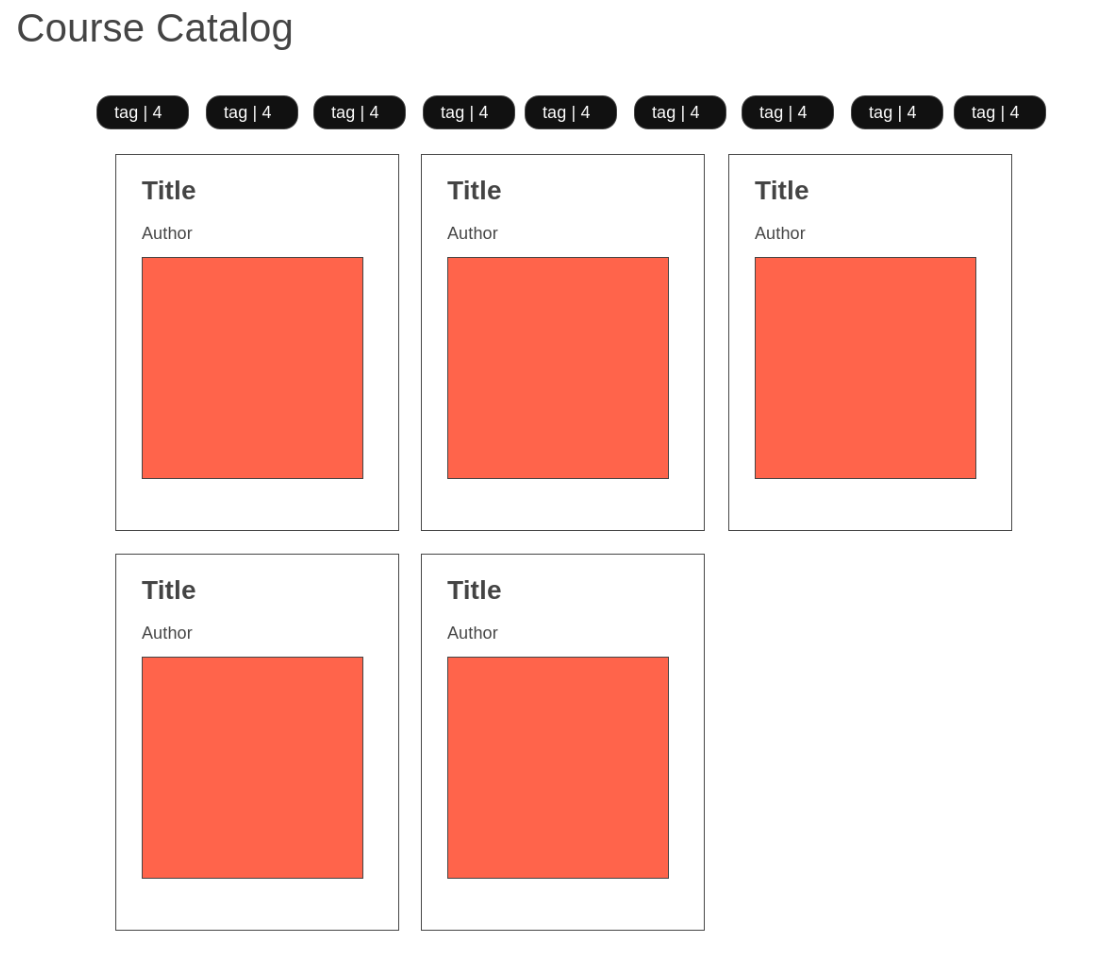 Course Catalog
tag | 4 tag | 4 tag | 4 tag | 4 tag | 4 tag | 4 tag | 4 tag | 4 tag | 4
Title Title Title
Author Author Author
Title Title
Author Author